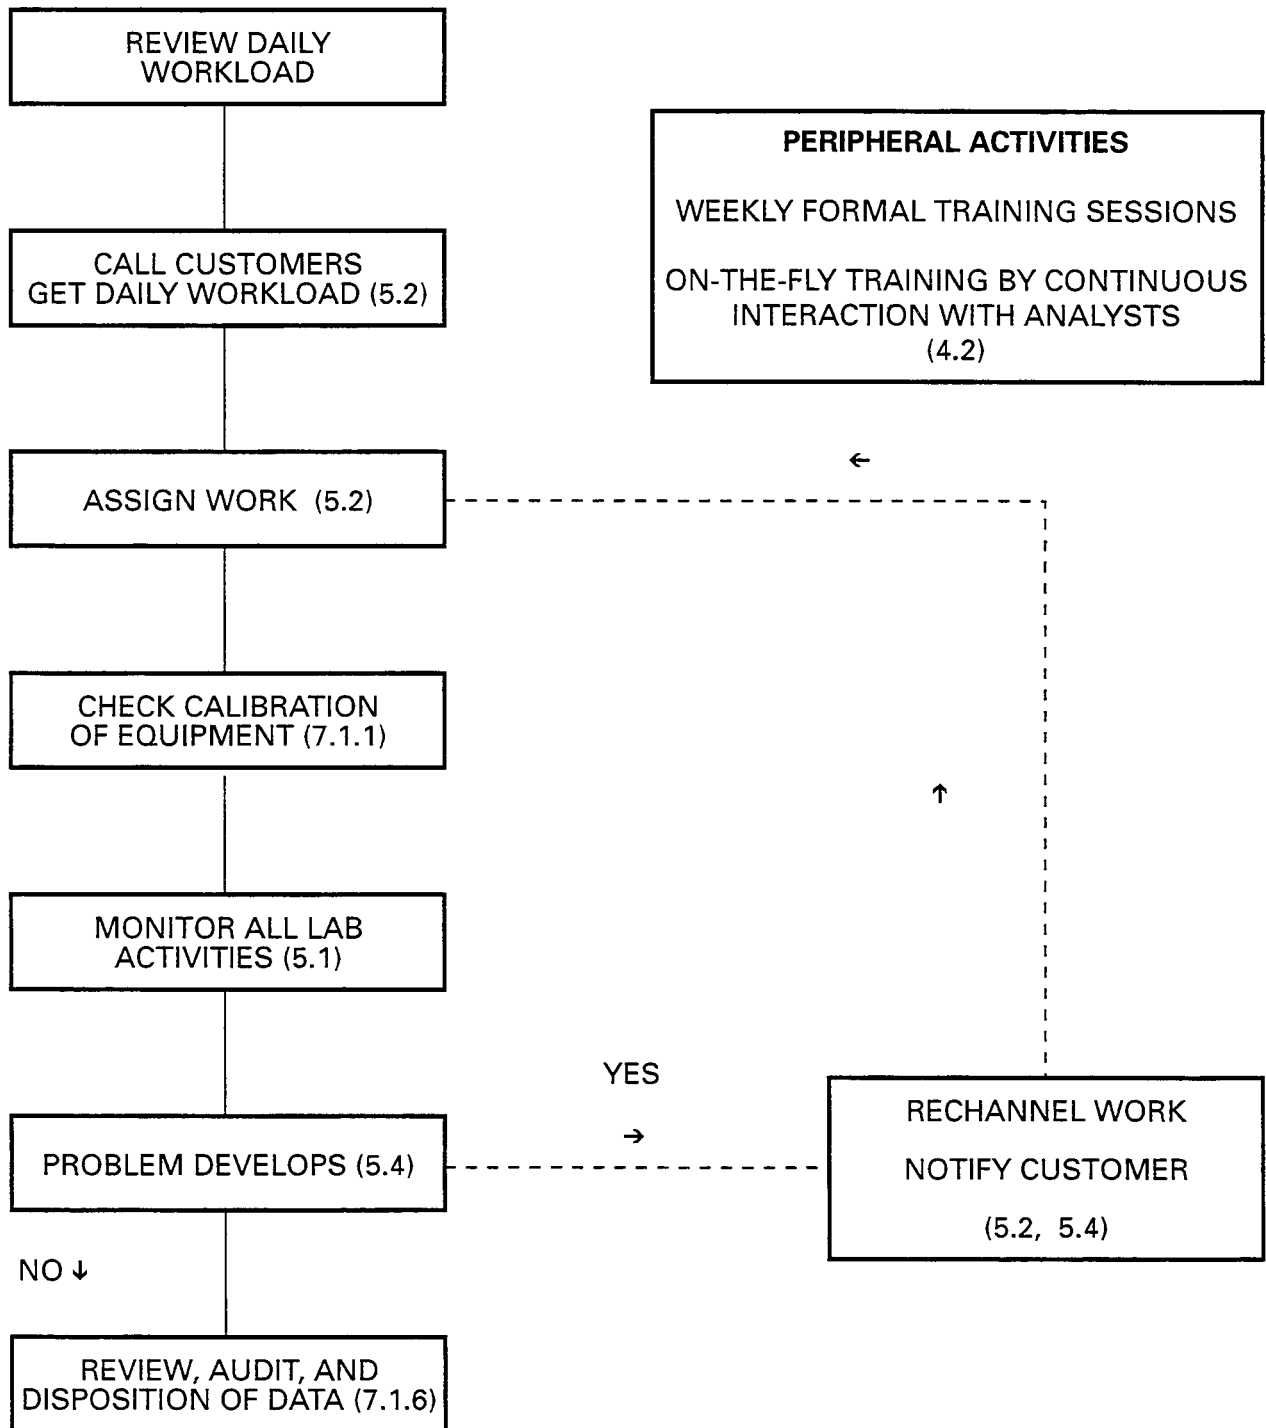 REVIEW DAILY
WORKLOAD
PERIPHERAL ACTIVITIES
WEEKLY FORMAL TRAINING SESSIONS
ON-THE-FLY TRAINING BY CONTINUOUS
INTERACTION WITH ANALYSTS
(4.2)
CALL CUSTOMERS
GET DAILY WORKLOAD (5.2)
ASSIGN WORK (5.2)
CHECK CALIBRATION
OF EQUIPMENT (7.1.1)
MONITOR ALL LAB
ACTIVITIES (5.1)
YES
PROBLEM DEVELOPS (5.4)
RECHANNEL WORK
NOTIFY CUSTOMER
(5.2, 5.4)
NO
REVIEW, AUDIT, AND
DISPOSITION OF DATA (7.1.6)